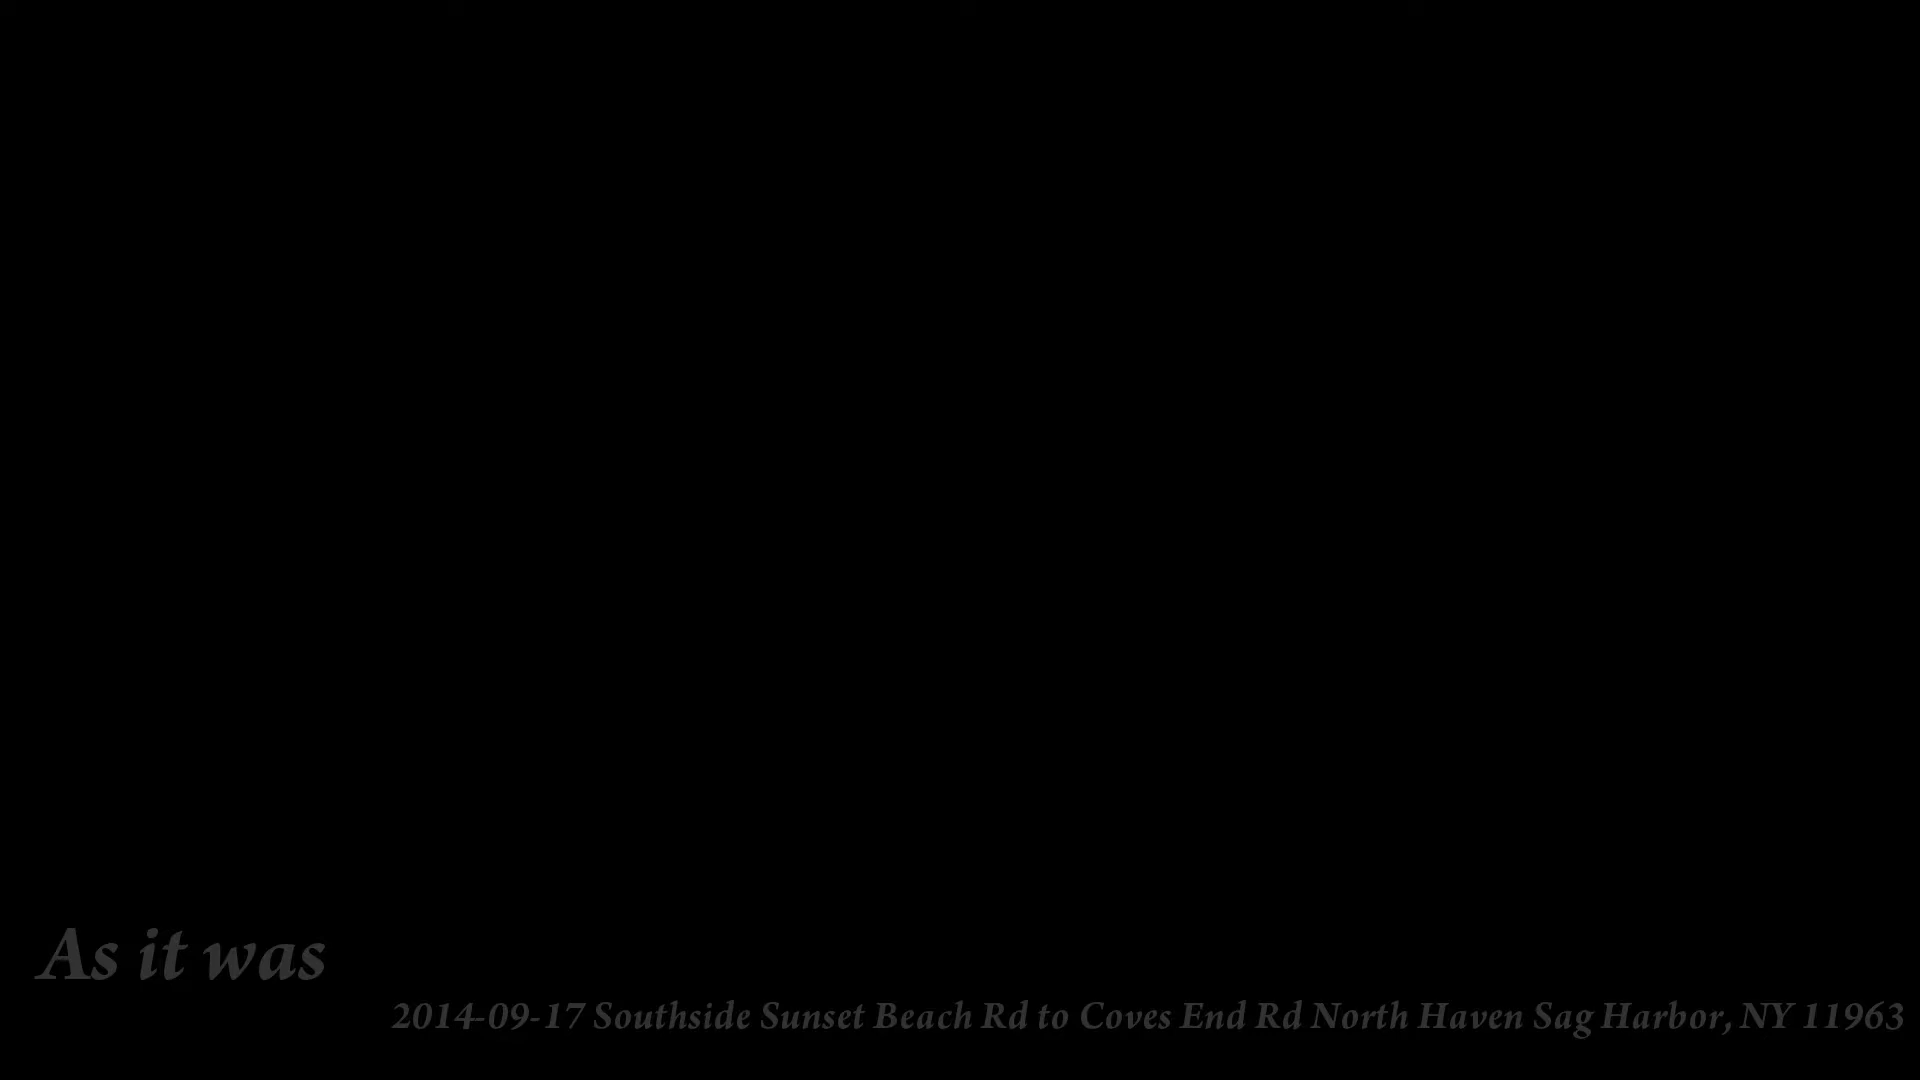 As it was
2014-09-17 Southside Sunset Beach Rd to Coves End Rd North Haven Sag Harbor, NY 11963